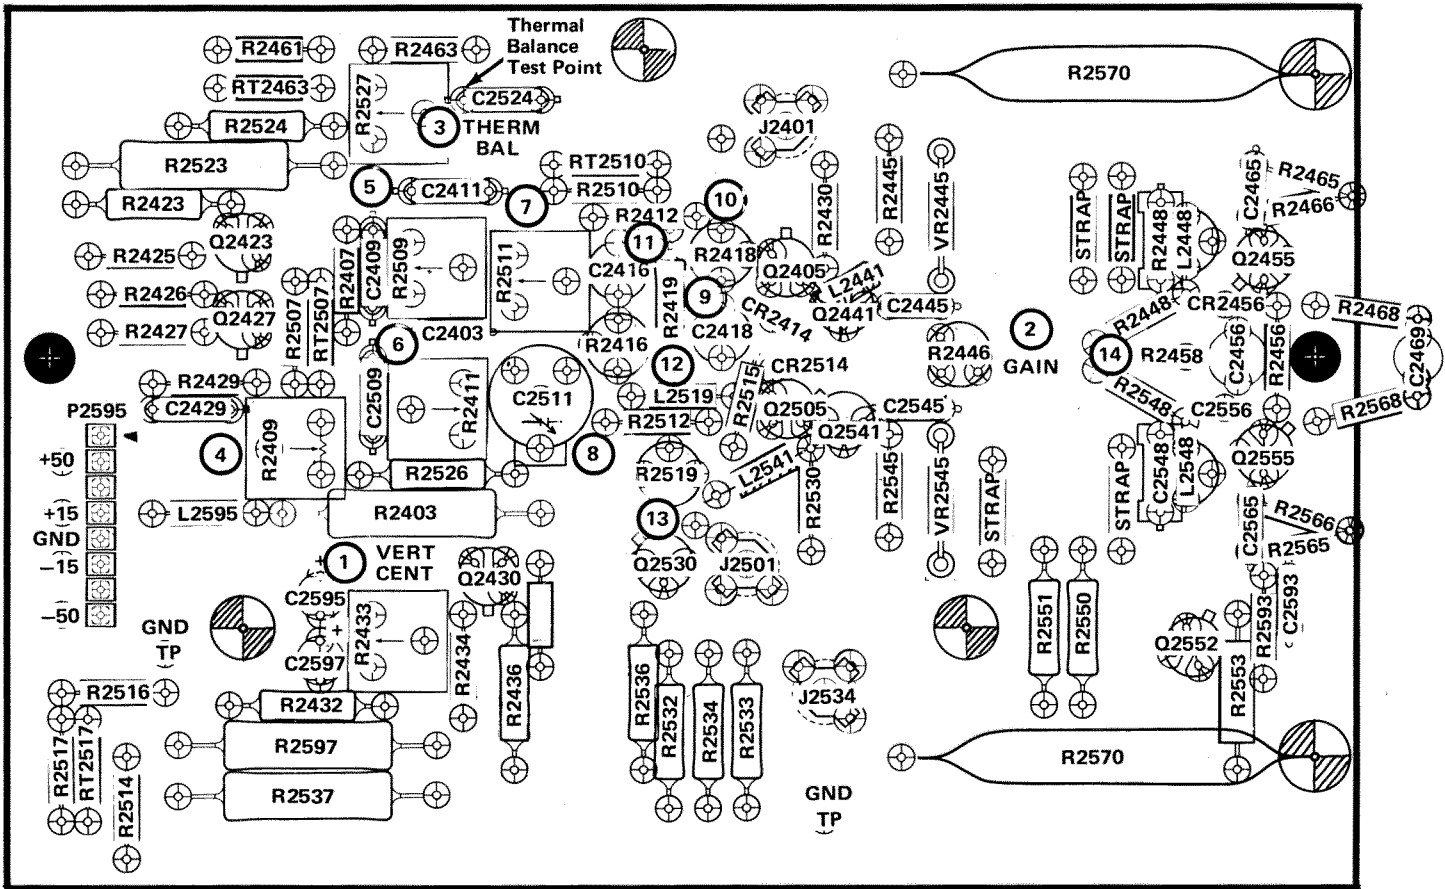 Thermal
Balance
Test Point
R2461
R2463
RT2463
R2527
C2524
R2570
R2524
3
THERM
BAL
J2401
R2523
5
C2411
RT2510
R2510
7
10
R2423
R2412
R2430
R2445
VR2445
STRAP
STRAP
R2448
L2448
C2465
R2465
R2466
Q2423
R2425
R2407
C2409
R2509
R2511
11
C2416
R2419
R2418
Q2405
L2441
Q2455
R2426
Q2427
R2427
R2507
RT2507
C2403
9
C2418
CR2414
Q2441
C2445
R2448
CR2456
R2468
6
R2416
2
GAIN
R2446
14
R2458
C2456
R2456
C2469
R2429
C2429
P2595
C2509
R2411
C2511
12
L2519
R2515
CR2514
Q2505
C2545
R2548
C2556
R2568
+50
4
R2409
R2512
8
Q2541
R2526
R2519
L2541
R2530
R2545
VR2545
STRAP
STRAP
C2548
L2548
Q2555
+15
L2595
R2403
13
C2565
R2566
R2565
GND
–15
1
VERT
CENT
Q2430
Q2530
J2501
–50
C2595
R2433
R2434
R2551
R2550
R2593
C2593
GND
TP
C2597
R2436
R2536
Q2552
R2553
R2516
R2432
R2532
R2534
R2533
J2534
R2517
RT2517
R2597
R2570
R2514
R2537
GND
TP